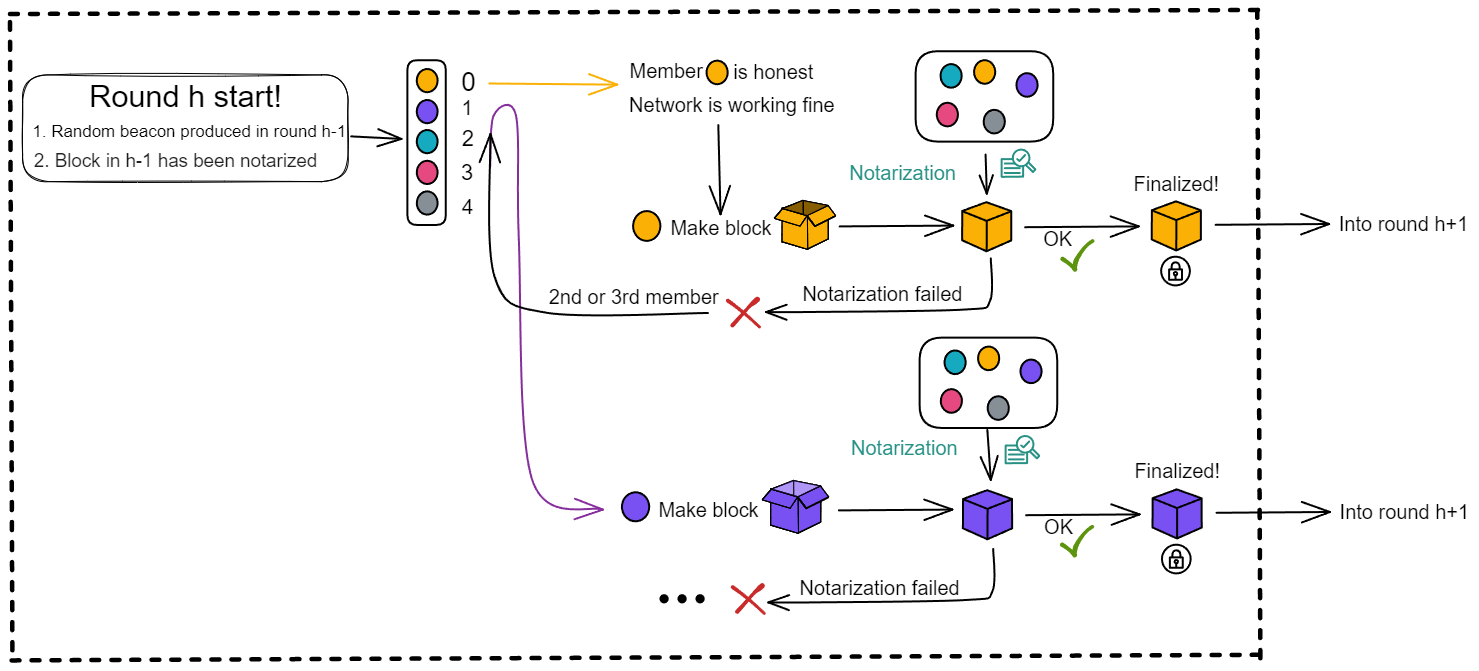 Round h start!
1. Random beacon produced in round h-1
2. Block in h-1 has been notarized
0
1
2
3
4
Member is honest
Network is working fine
Notarization
Make block
OK
Finalized!
Into round h+1
Notarization failed
2nd or 3rd member
Notarization
Make block
OK
Finalized!
Into round h+1
Notarization failed